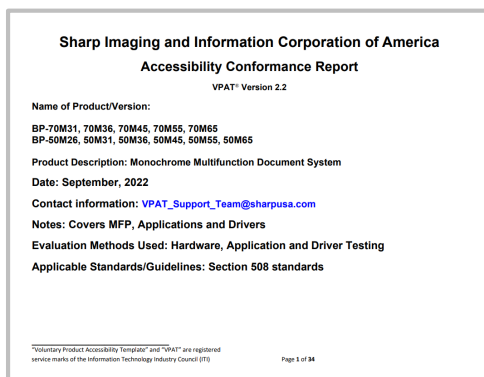 Sharp Imaging and Information Corporation of America
Accessibility Conformance Report
VPAT® Version 2.2
Name of Product/Version:
BP-70M31, 70M36, 70M45, 70M55, 70M65
BP-50M26, 50M31, 50M36, 50M45, 50M55, 50M65
Product Description: Monochrome Multifunction Document System
Date: September, 2022
Contact information: VPAT_Support_Team@sharpusa.com
Notes: Covers MFP, Applications and Drivers
Evaluation Methods Used: Hardware, Application and Driver Testing
Applicable Standards/Guidelines: Section 508 standards
"Voluntary Product Accessibility Template" and "VPAT" are registered
service marks of the Information Technology Industry Council (ITI) Page 1 of 34